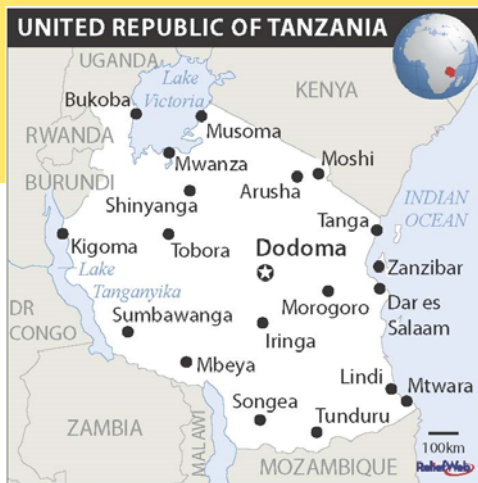 UNITED REPUBLIC OF TANZANIA
UGANDA
Lake
Victoria
KENYA
Bukoba
Musoma
RWANDA
Mwanza
Moshi
BURUNDI
Arusha
Shinyanga
INDIAN
OCEAN
Tanga
Kigoma
Tobora
Dodoma
Zanzibar
Lake
Tanganyika
Morogoro
Dar es
Salaam
DR
CONGO
Sumbawanga
Iringa
Mbeya
Lindi
Mtwara
Songea
Tunduru
ZAMBIA
MALAWI
100km
MOZAMBIQUE
ReliefWeb